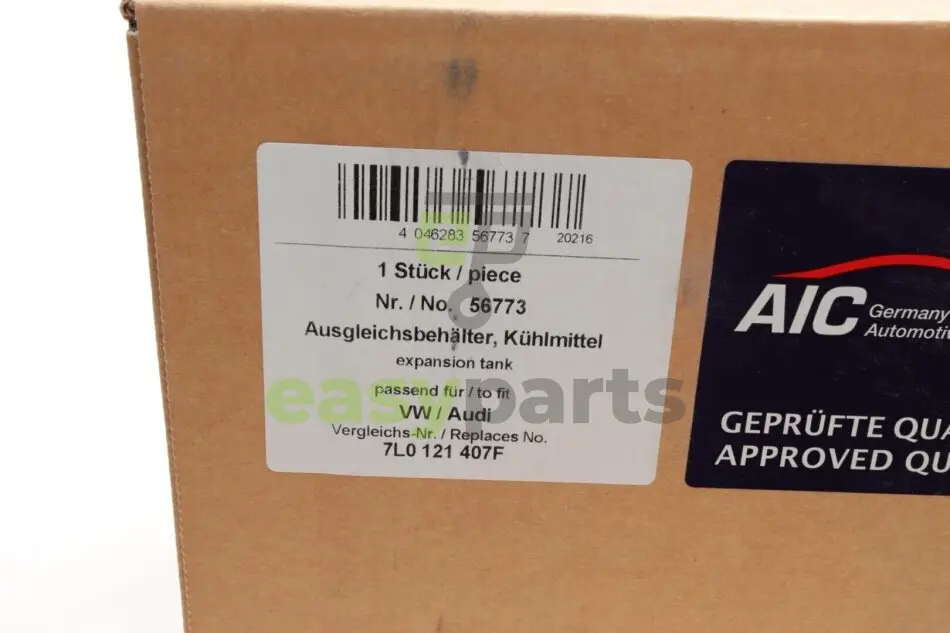 4 046283 56773 7 20216
1 Stück / piece
Nr. / No. 56773
Ausgleichsbehälter, Kühlmittel
expansion tank
passend für / to fit
VW / Audi
Vergleichs-Nr. / Replaces No.
7L0 121 407F
easyparts
AIC Germany
Automotiv
GEPRÜFTE QUA
APPROVED QU